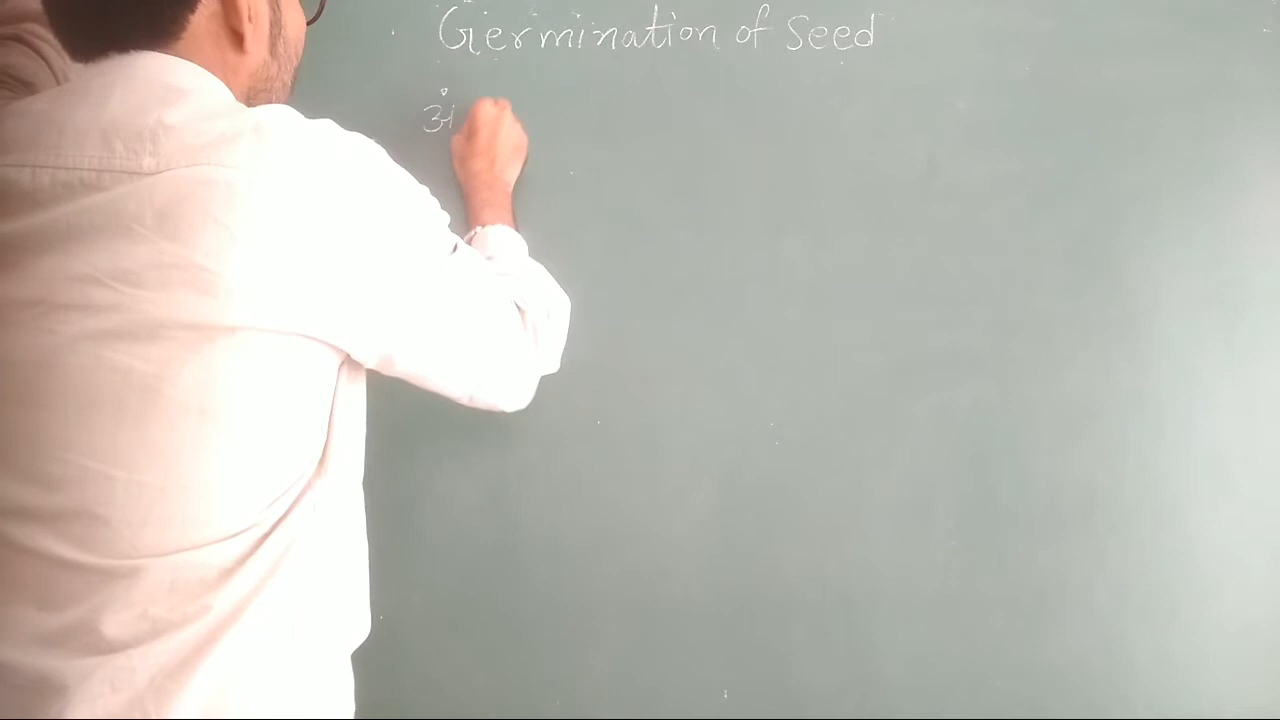 Germination of Seed
अं